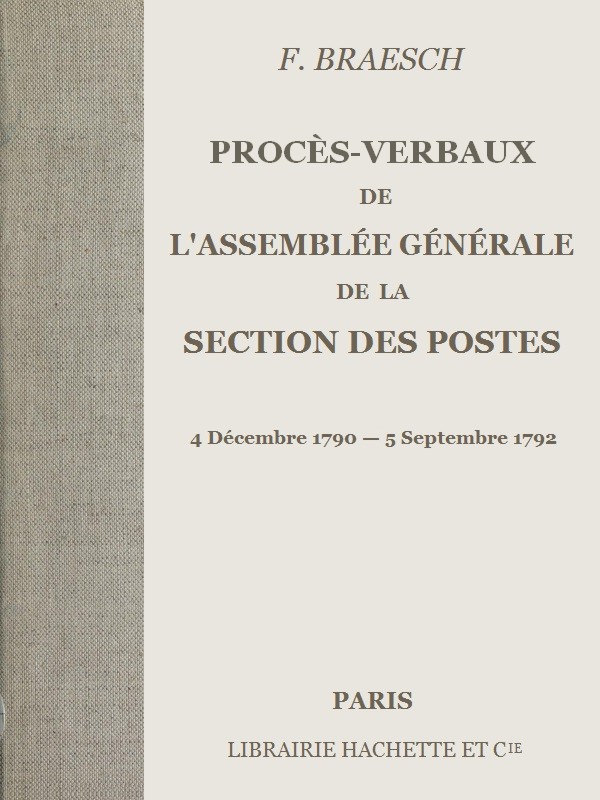 F. BRAESCH
PROCÈS-VERBAUX
DE
L'ASSEMBLÉE GÉNÉRALE
DE LA
SECTION DES POSTES
4 Décembre 1790 — 5 Septembre 1792
PARIS
LIBRAIRIE HACHETTE ET CIE